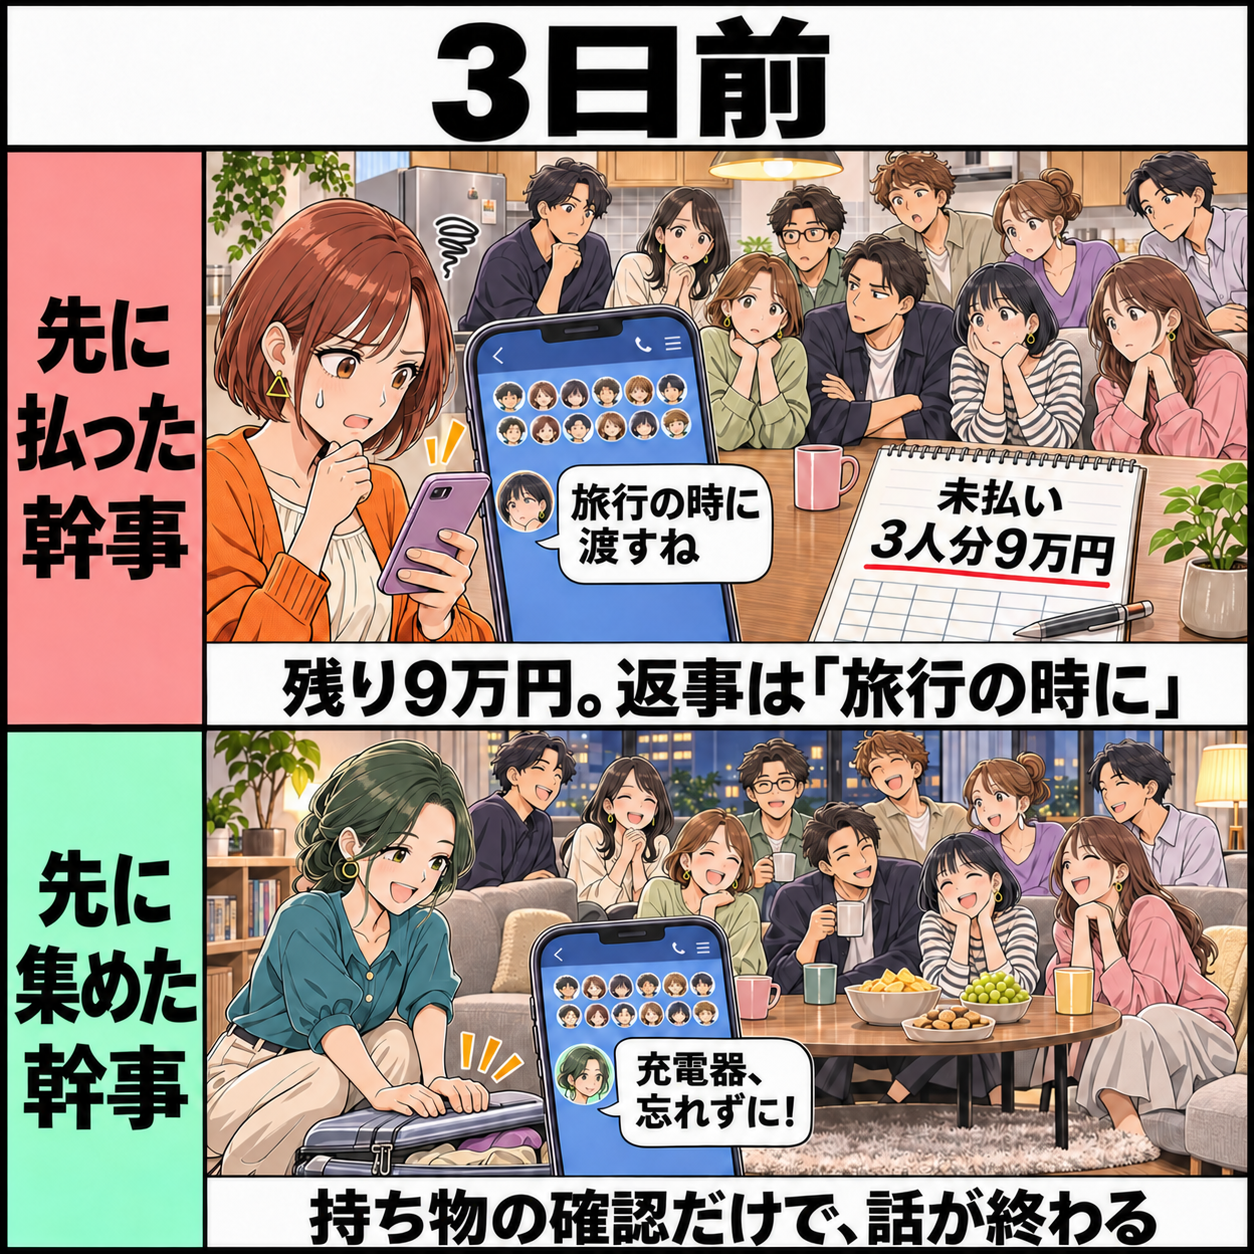 3日前
先に
払った
幹事
旅行の時に
渡すね
未払い
3人分9万円
残り9万円。返事は「旅行の時に」
先に
集めた
幹事
充電器、
忘れずに!
持ち物の確認だけで、話が終わる